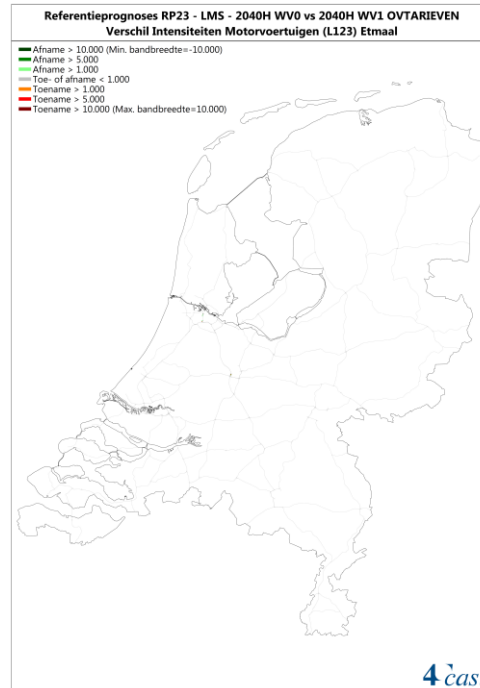 Referentieprognoses RP23 - LMS - 2040H WV0 vs 2040H WV1 OVTARIEVEN
Verschil Intensiteiten Motorvoertuigen (L123) Etmaal
Afname > 10.000 (Min. bandbreedte=-10.000)
Afname > 5.000
Afname > 1.000
Toe- of afname < 1.000
Toename > 1.000
Toename > 5.000
Toename > 10.000 (Max. bandbreedte=10.000)
4 cas